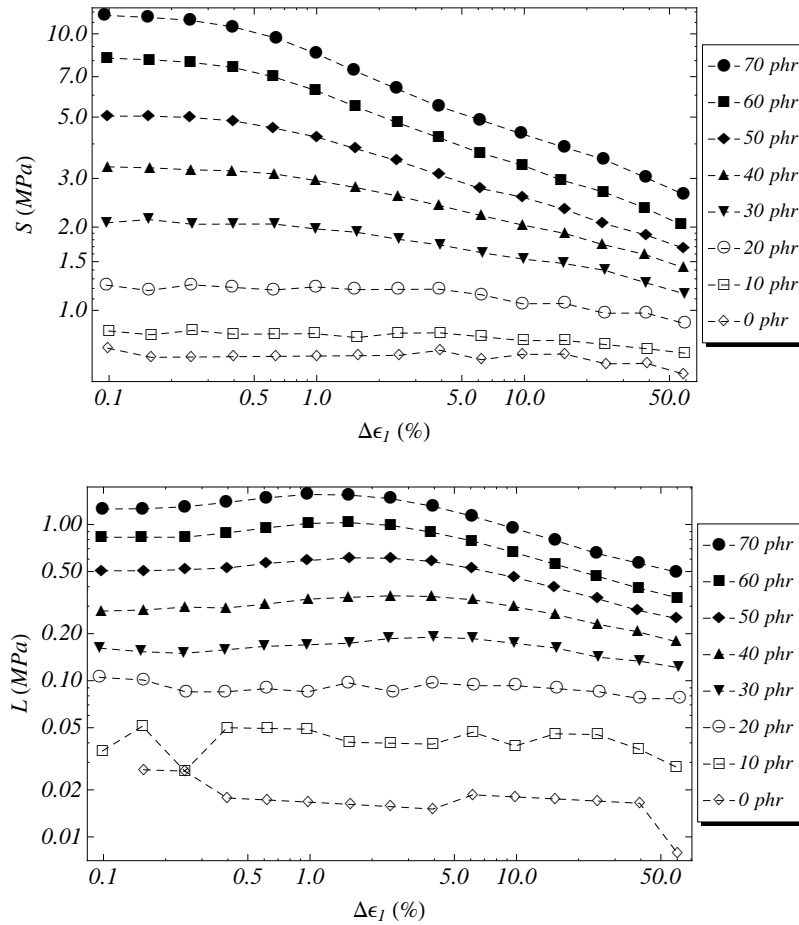 10.0
7.0
5.0
3.0
2.0
1.5
1.0
S (MPa)
0.1
0.5
1.0
5.0
10.0
50.0
Δϵ1 (%)
70 phr
60 phr
50 phr
40 phr
30 phr
20 phr
10 phr
0 phr
1.00
0.50
0.20
0.10
0.05
0.02
0.01
L (MPa)
0.1
0.5
1.0
5.0
10.0
50.0
Δϵ1 (%)
70 phr
60 phr
50 phr
40 phr
30 phr
20 phr
10 phr
0 phr